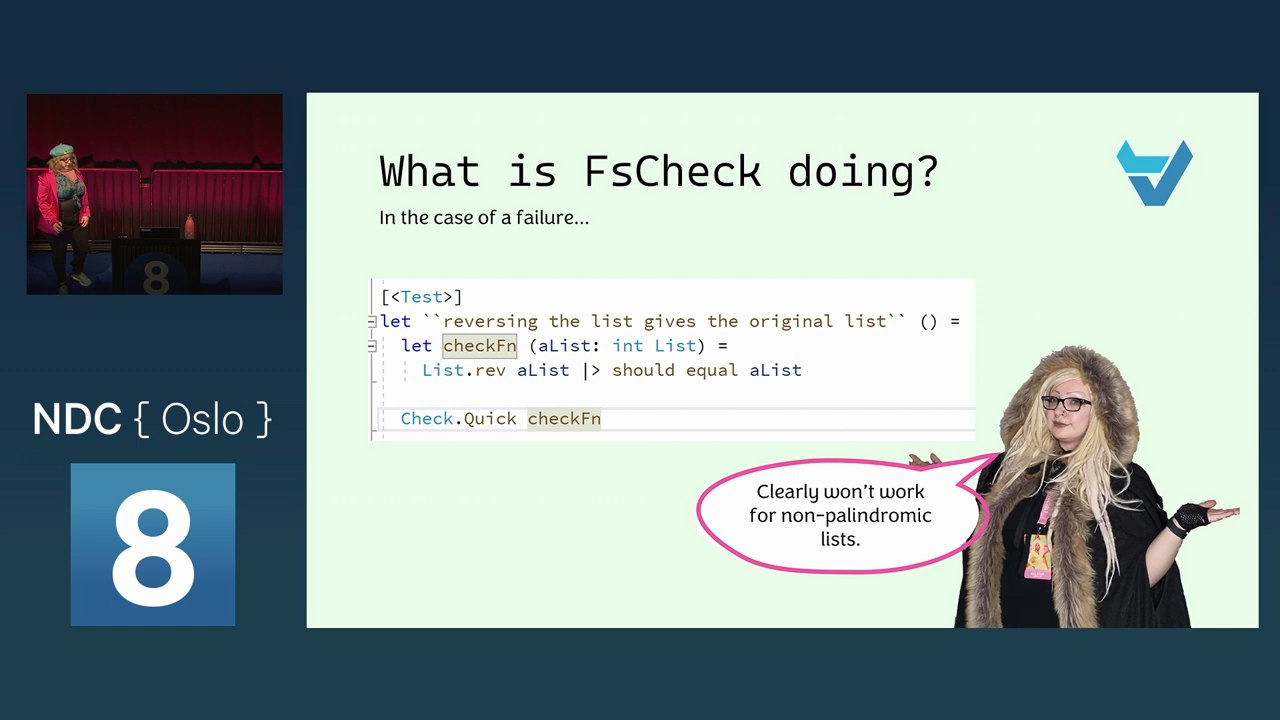 8
NDC { Oslo }
8
What is FsCheck doing?
In the case of a failure...
[<Test>]
let ``reversing the list gives the original list`` () =
let checkFn (aList: int List) =
List.rev aList |> should equal aList
Check.Quick checkFn
Clearly won't work
for non-palindromic
lists.